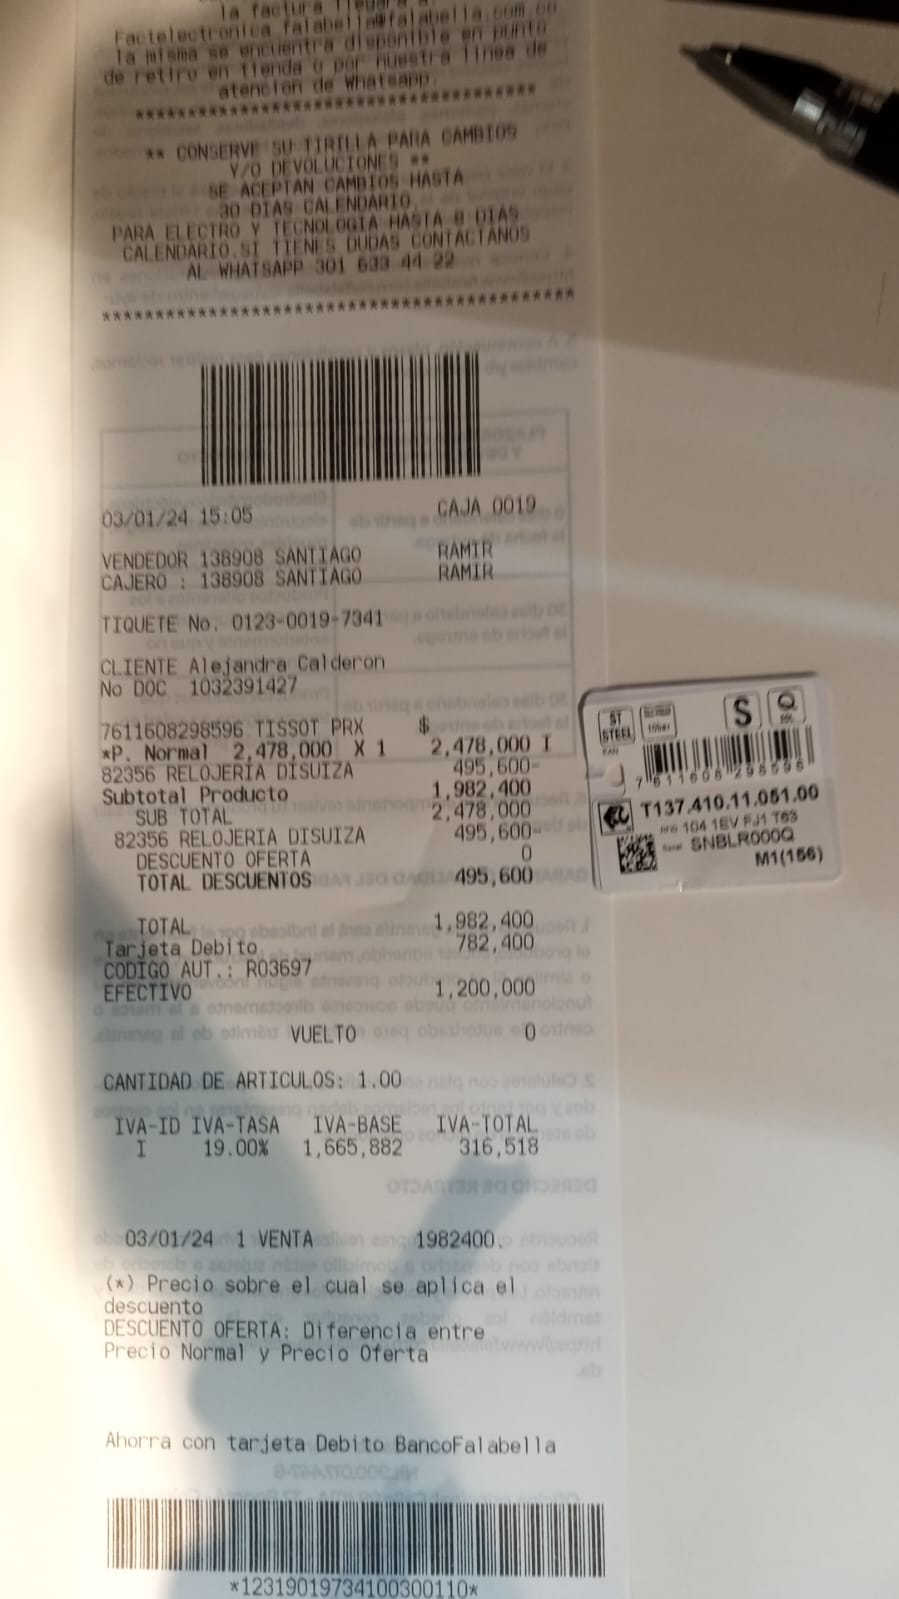 la factura
Factelectronica falabella@falabella.com.co
la misma se encuentra disponible en punto
de retiro en tienda o por nuestra linea de
atencion de Whatsapp.
****************************************
** CONSERVE SU TIRILLA PARA CAMBIOS
Y/O DEVOLUCIONES **
SE ACEPTAN CAMBIOS HASTA
30 DIAS CALENDARIO.
PARA ELECTRO Y TECNOLOGIA HASTA 8 DIAS
CALENDARIO.SI TIENES DUDAS CONTACTANOS
AL WHATSAPP 301 633 44 22
****************************************
03/01/24 15:05 CAJA 0019
VENDEDOR 138908 SANTIAGO RAMIR
CAJERO : 138908 SANTIAGO RAMIR
TIQUETE No. 0123-0019-7341
CLIENTE Alejandra Calderon
No DOC 1032391427
7611608298596 TISSOT PRX $
*P. Normal 2,478,000 X 1 2,478,000 I
82356 RELOJERIA DISUIZA 495,600-
Subtotal Producto 1,982,400
SUB TOTAL 2,478,000
82356 RELOJERIA DISUIZA 495,600-
DESCUENTO OFERTA 0
TOTAL DESCUENTOS 495,600
TOTAL 1,982,400
Tarjeta Debito 782,400
CODIGO AUT.: R03697
EFECTIVO 1,200,000
VUELTO 0
CANTIDAD DE ARTICULOS: 1.00
IVA-ID IVA-TASA IVA-BASE IVA-TOTAL
I 19.00% 1,665,882 316,518
03/01/24 1 VENTA 1982400.
(*) Precio sobre el cual se aplica el
descuento
DESCUENTO OFERTA: Diferencia entre
Precio Normal y Precio Oferta
Ahorra con tarjeta Debito BancoFalabella
*12319019734100300110*
ST
STEEL
S
7611608298596
T137.410.11.051.00
104 1EV FJ1 T63
SNBLR000Q
M1(156)